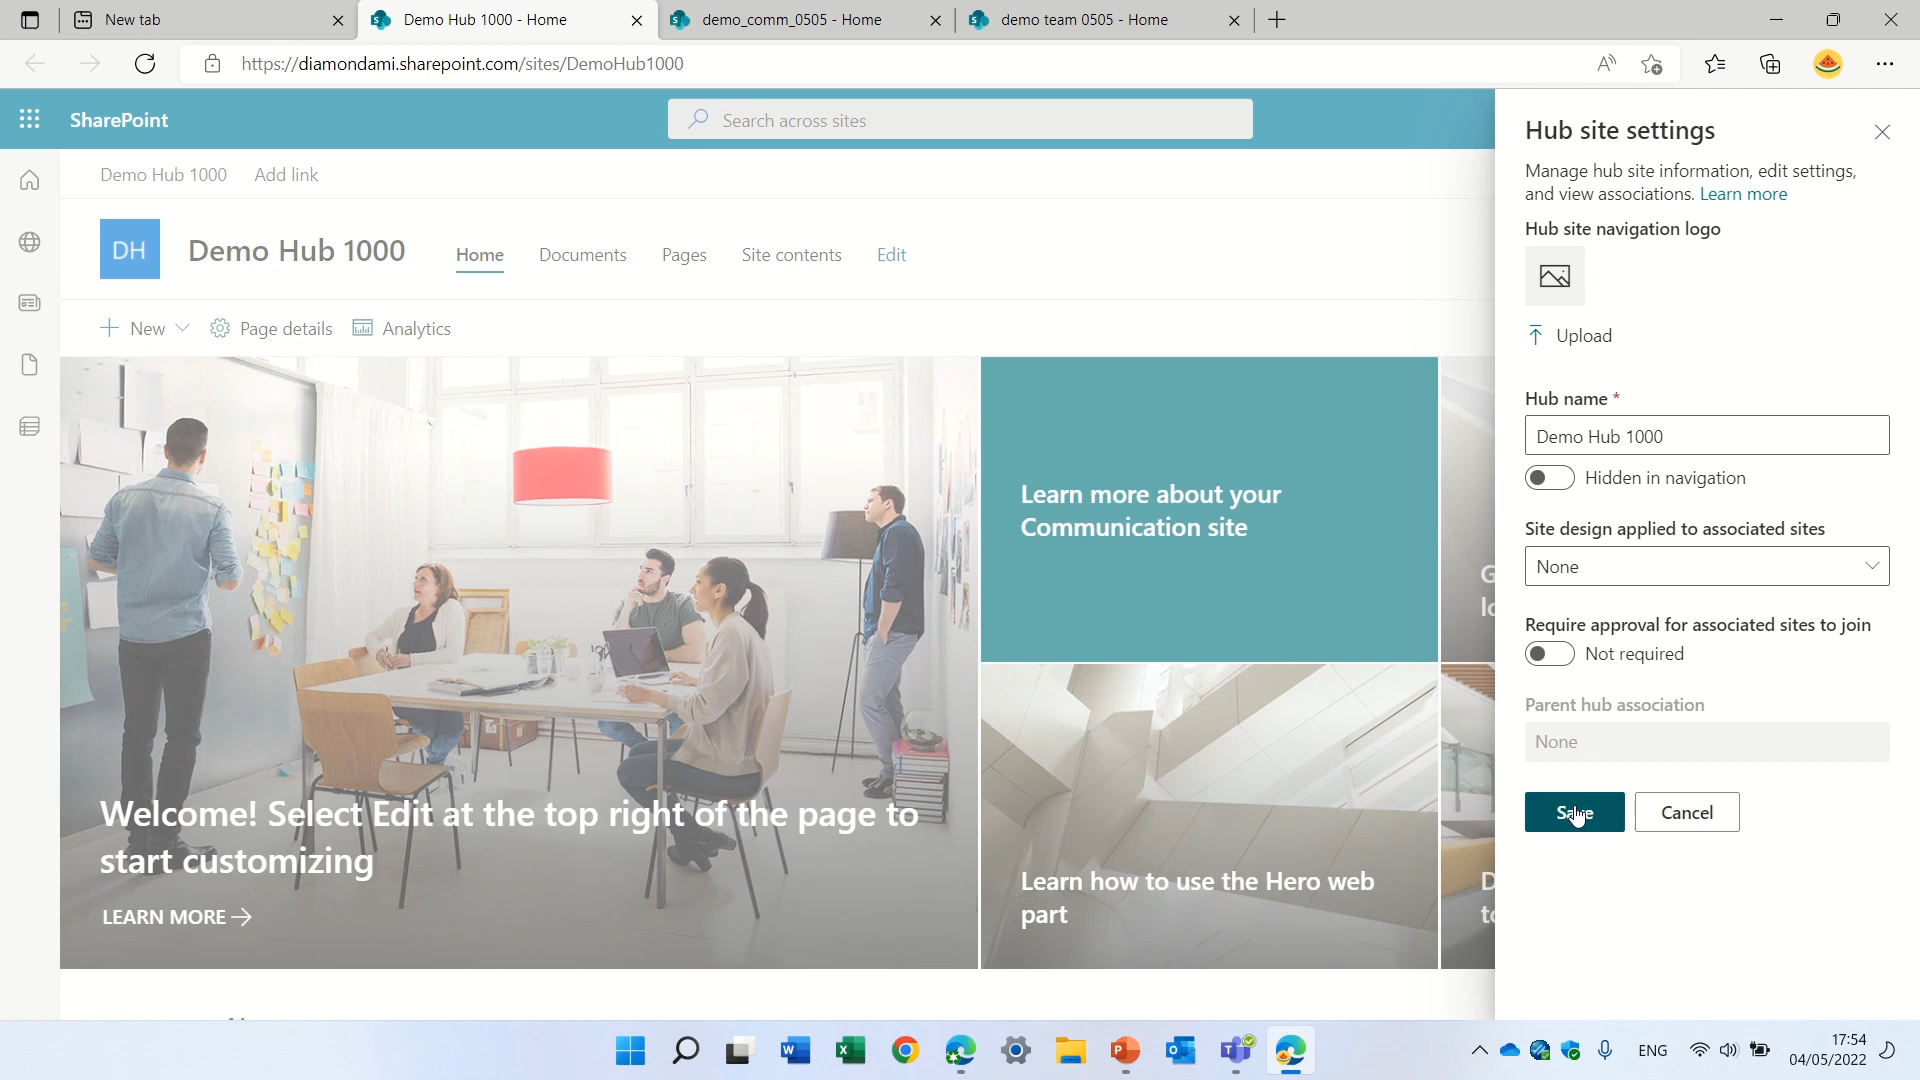 New tab
Demo Hub 1000 - Home
demo_comm_0505 - Home
demo team 0505 - Home
https://diamondami.sharepoint.com/sites/DemoHub1000
SharePoint
Search across sites
Demo Hub 1000
Add link
DH
Demo Hub 1000
Home
Documents
Pages
Site contents
Edit
New
Page details
Analytics
Welcome! Select Edit at the top right of the page to
start customizing
LEARN MORE
Learn more about your
Communication site
Learn how to use the Hero web
part
Hub site settings
Manage hub site information, edit settings,
and view associations. Learn more
Hub site navigation logo
Upload
Hub name *
Demo Hub 1000
Hidden in navigation
Site design applied to associated sites
None
Require approval for associated sites to join
Not required
Parent hub association
None
Save
Cancel
ENG
17:54
04/05/2022